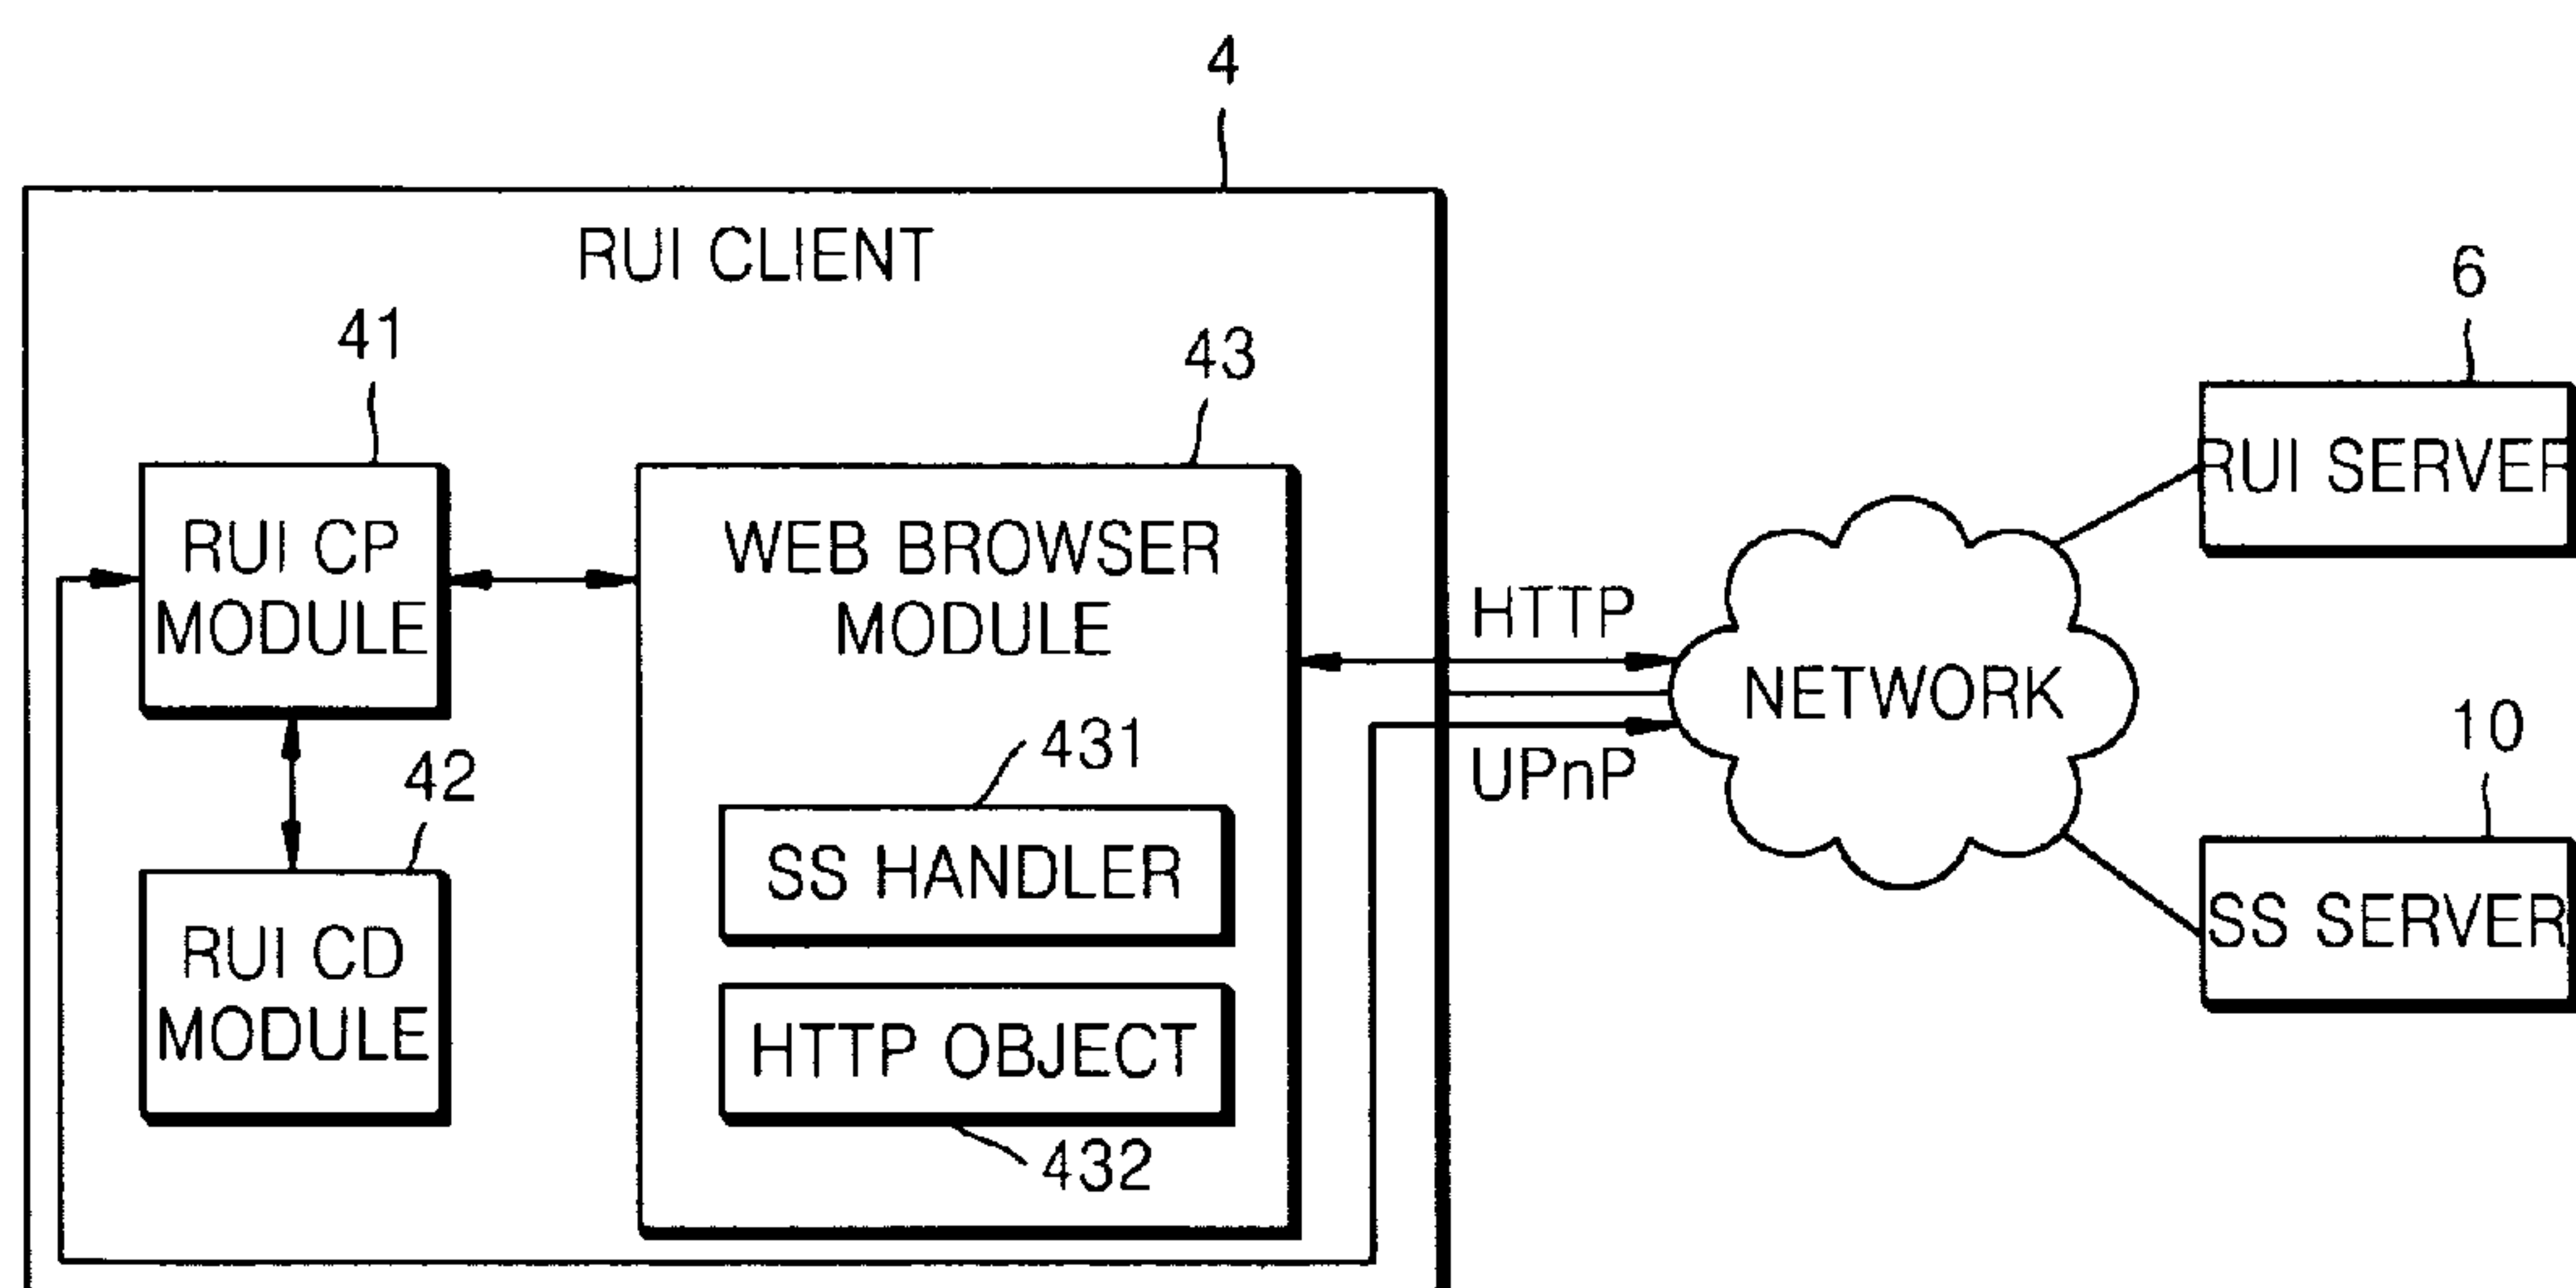 4
RUI CLIENT
41
43
6
RUI CP
MODULE
WEB BROWSER
MODULE
RUI SERVER
HTTP
NETWORK
UPnP
431
42
10
SS HANDLER
SS SERVER
RUI CD
MODULE
HTTP OBJECT
432